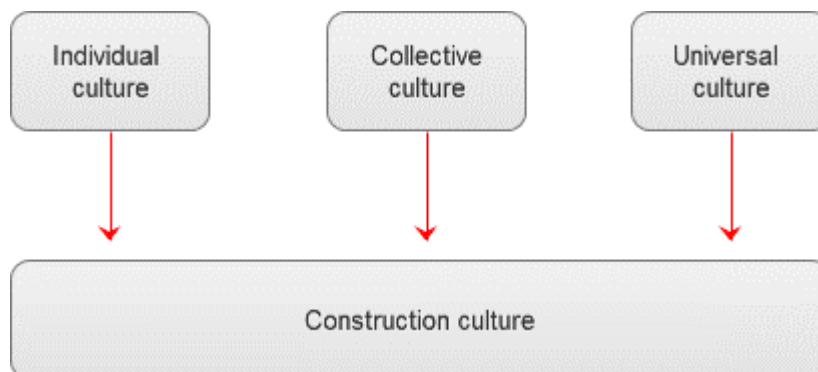 Individual
culture
Collective
culture
Universal
culture
Construction culture